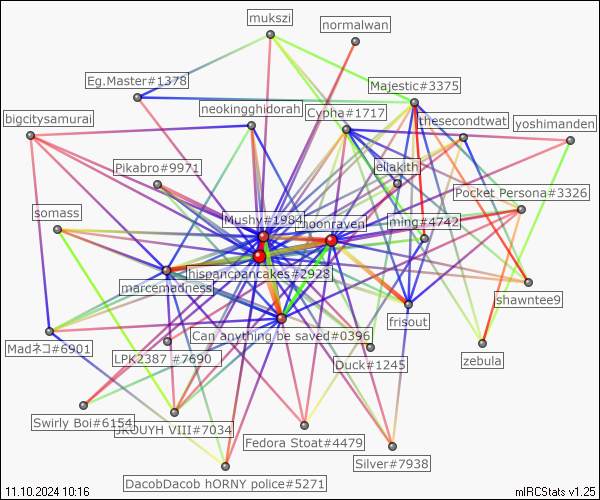 mukszi
normalwan
Eg.Master#1378
Majestic#3375
neokingghidorah
Cypha#1717
bigcitysamurai
thesecondtwat
yoshimanden
Pikabro#9971
eilakith
Pocket Persona#3326
somass
Mushy#1984
moonraven
ming#4742
hispancpancakes#2928
marcemadness
shawntee9
frisout
Can anything be saved#0396
Madネコ#6901
LPK2387 #7690
Duck#1245
zebula
Swirly Boi#6154
JKOUYH VIII#7034
Fedora Stoat#4479
Silver#7938
DacobDacob hORNY police#5271
11.10.2024 10:16
mIRCStats v1.25